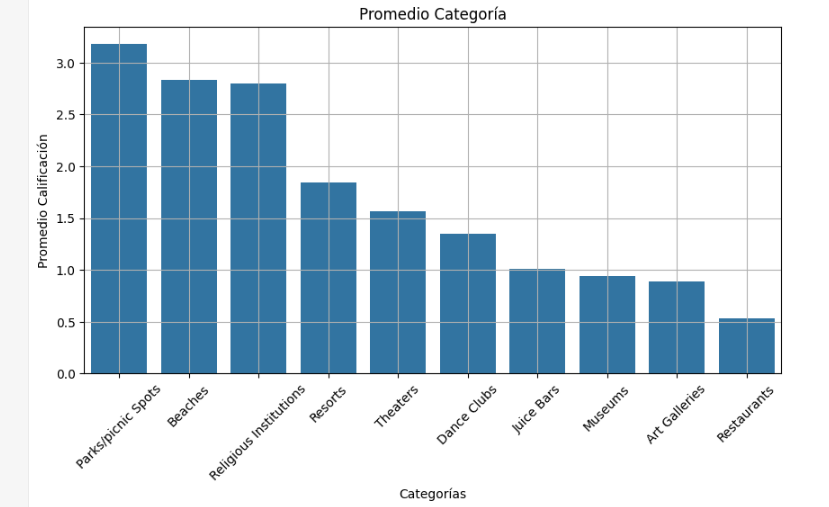 Promedio Categoría
Promedio Calificación
3.0
2.5
2.0
1.5
1.0
0.5
0.0
Parks/picnic Spots
Beaches
Religious Institutions
Resorts
Theaters
Dance Clubs
Juice Bars
Museums
Art Galleries
Restaurants
Categorías